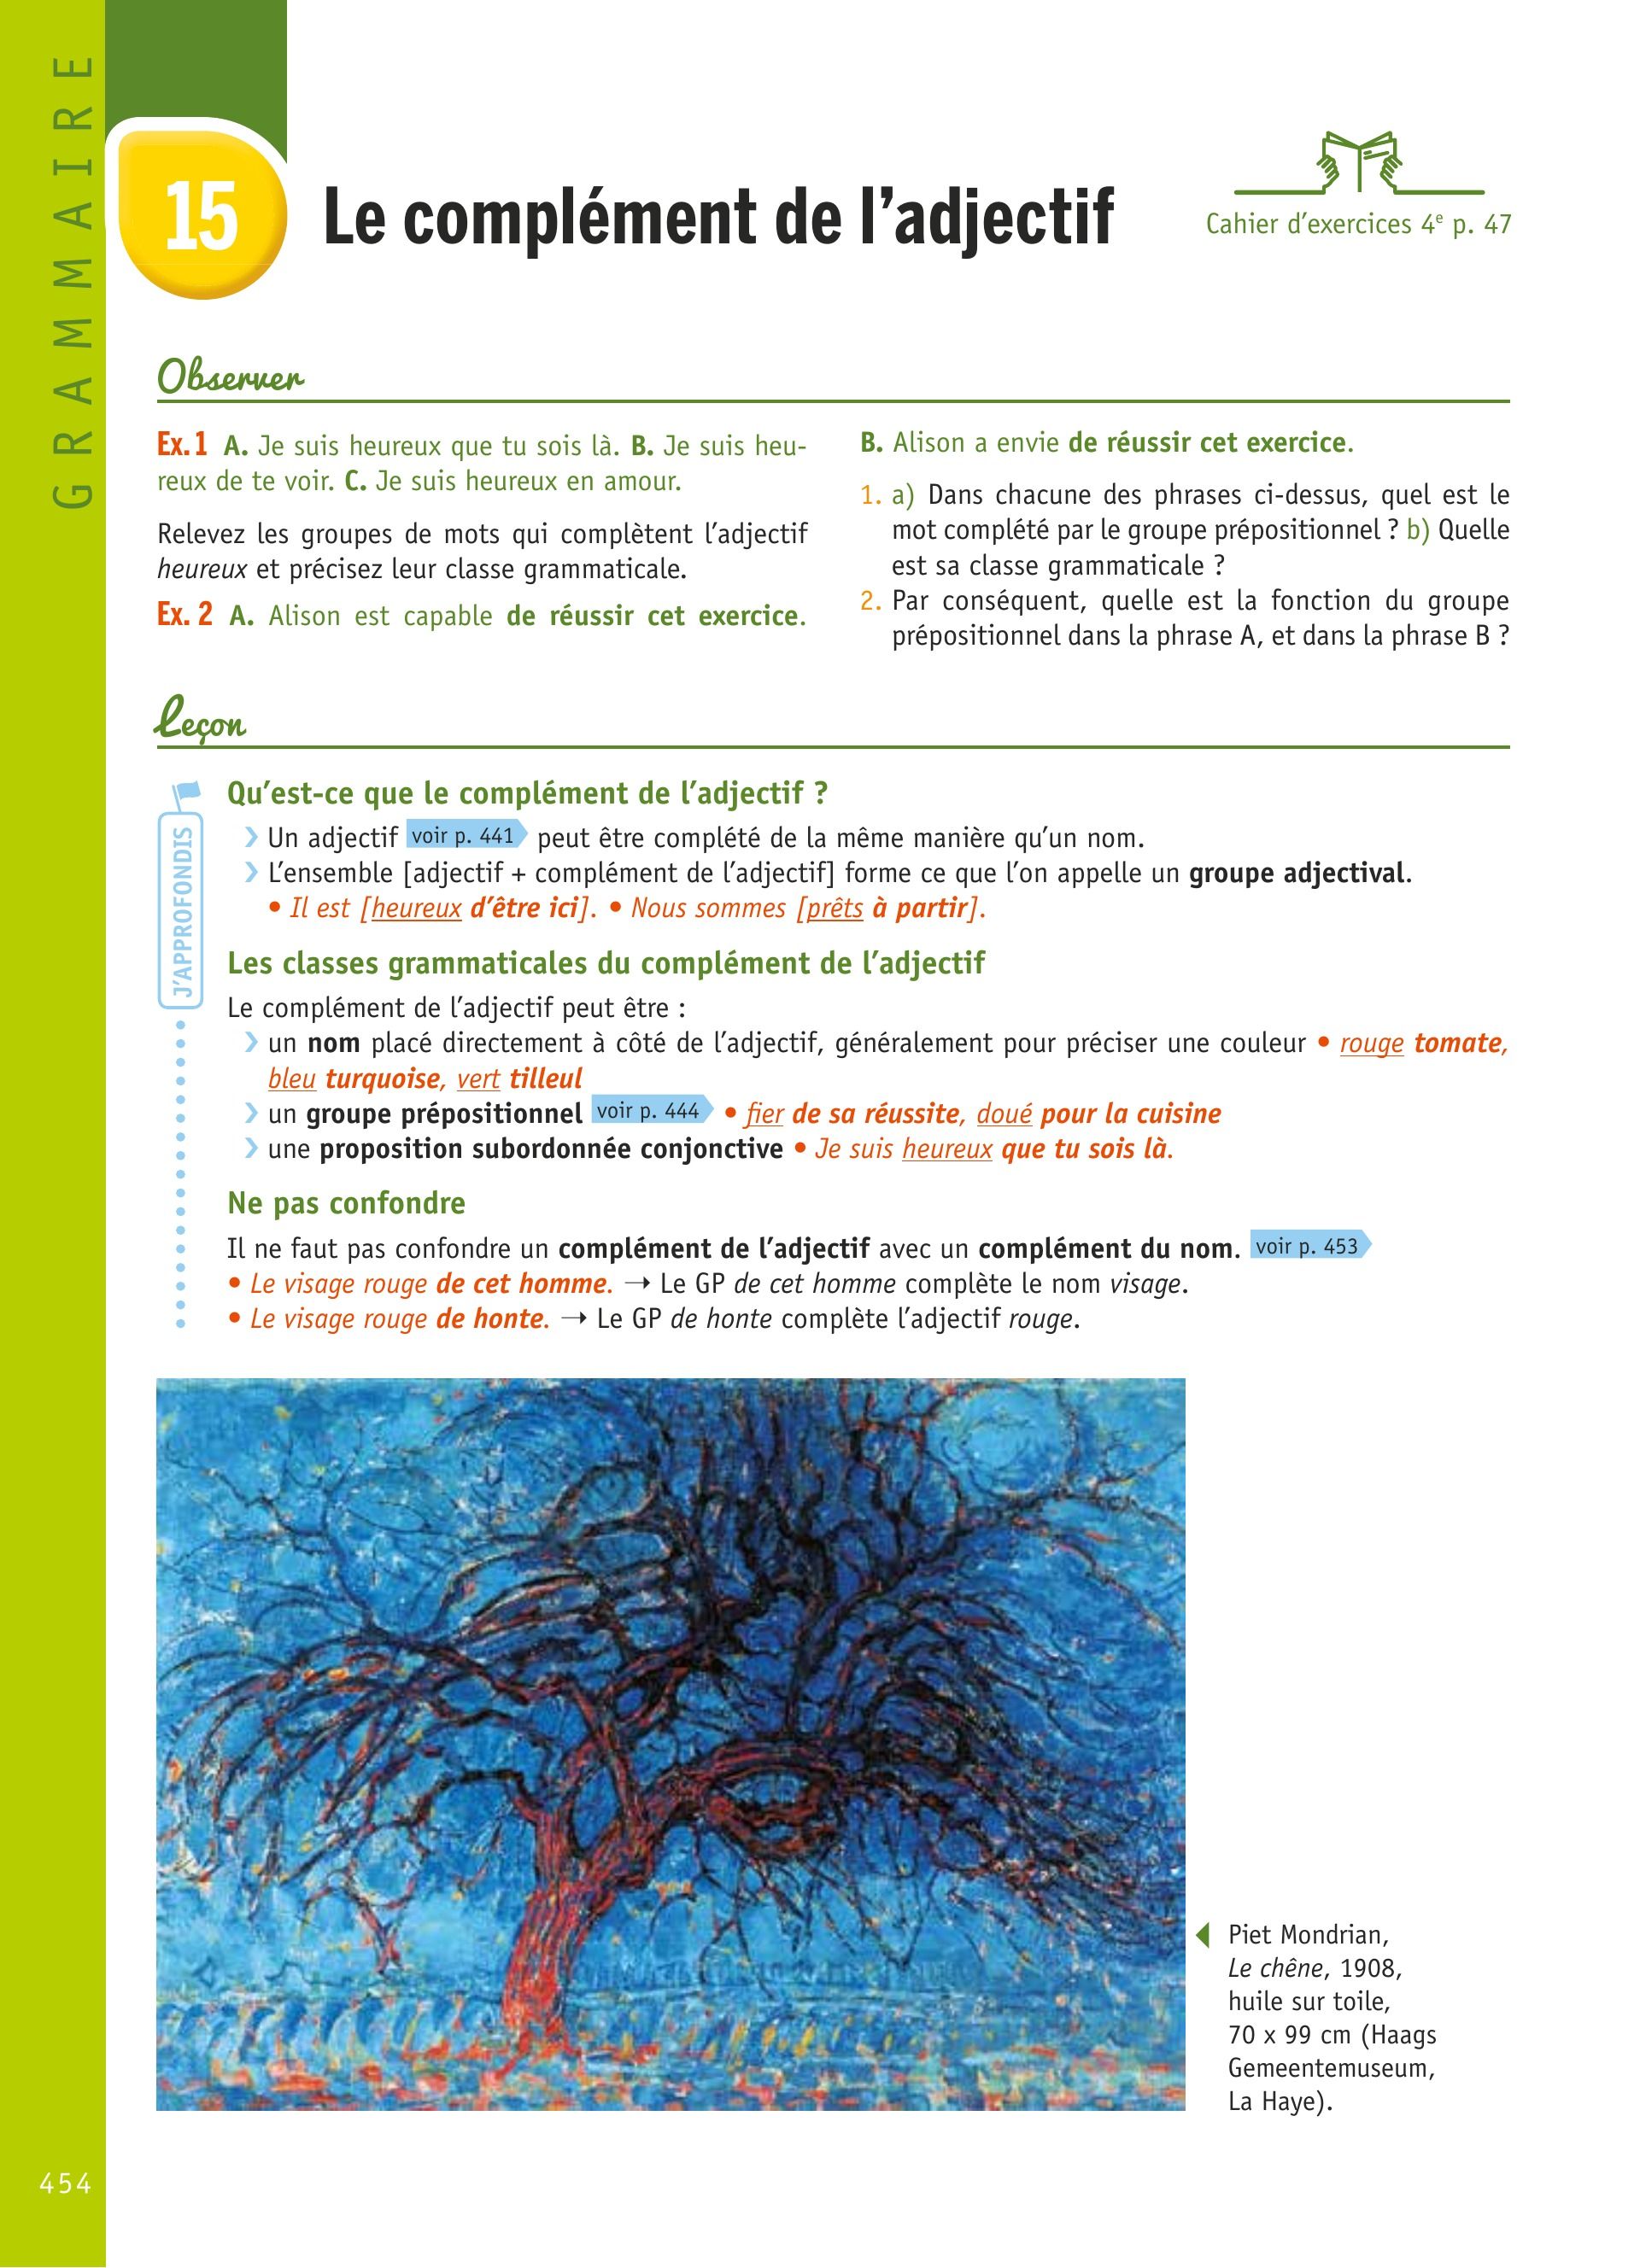 GRAMMAIRE
15
Le complément de l’adjectif
Cahier d’exercices 4e p. 47
Observer
Ex. 1 A. Je suis heureux que tu sois là. B. Je suis heu-
reux de te voir. C. Je suis heureux en amour.
Relevez les groupes de mots qui complètent l’adjectif
heureux et précisez leur classe grammaticale.
Ex. 2 A. Alison est capable de réussir cet exercice.
B. Alison a envie de réussir cet exercice.
1. a) Dans chacune des phrases ci-dessus, quel est le
mot complété par le groupe prépositionnel ? b) Quelle
est sa classe grammaticale ?
2. Par conséquent, quelle est la fonction du groupe
prépositionnel dans la phrase A, et dans la phrase B ?
Leçon
J’APPROFONDIS
Qu’est-ce que le complément de l’adjectif ?
› Un adjectif voir p. 441 peut être complété de la même manière qu’un nom.
› L’ensemble [adjectif + complément de l’adjectif] forme ce que l’on appelle un groupe adjectival.
• Il est [heureux d’être ici]. • Nous sommes [prêts à partir].
Les classes grammaticales du complément de l’adjectif
Le complément de l’adjectif peut être :
› un nom placé directement à côté de l’adjectif, généralement pour préciser une couleur • rouge tomate,
bleu turquoise, vert tilleul
› un groupe prépositionnel voir p. 444 • fier de sa réussite, doué pour la cuisine
› une proposition subordonnée conjonctive • Je suis heureux que tu sois là.
Ne pas confondre
Il ne faut pas confondre un complément de l’adjectif avec un complément du nom. voir p. 453
• Le visage rouge de cet homme. → Le GP de cet homme complète le nom visage.
• Le visage rouge de honte. → Le GP de honte complète l’adjectif rouge.
Piet Mondrian,
Le chêne, 1908,
huile sur toile,
70 x 99 cm (Haags
Gemeentemuseum,
La Haye).
454